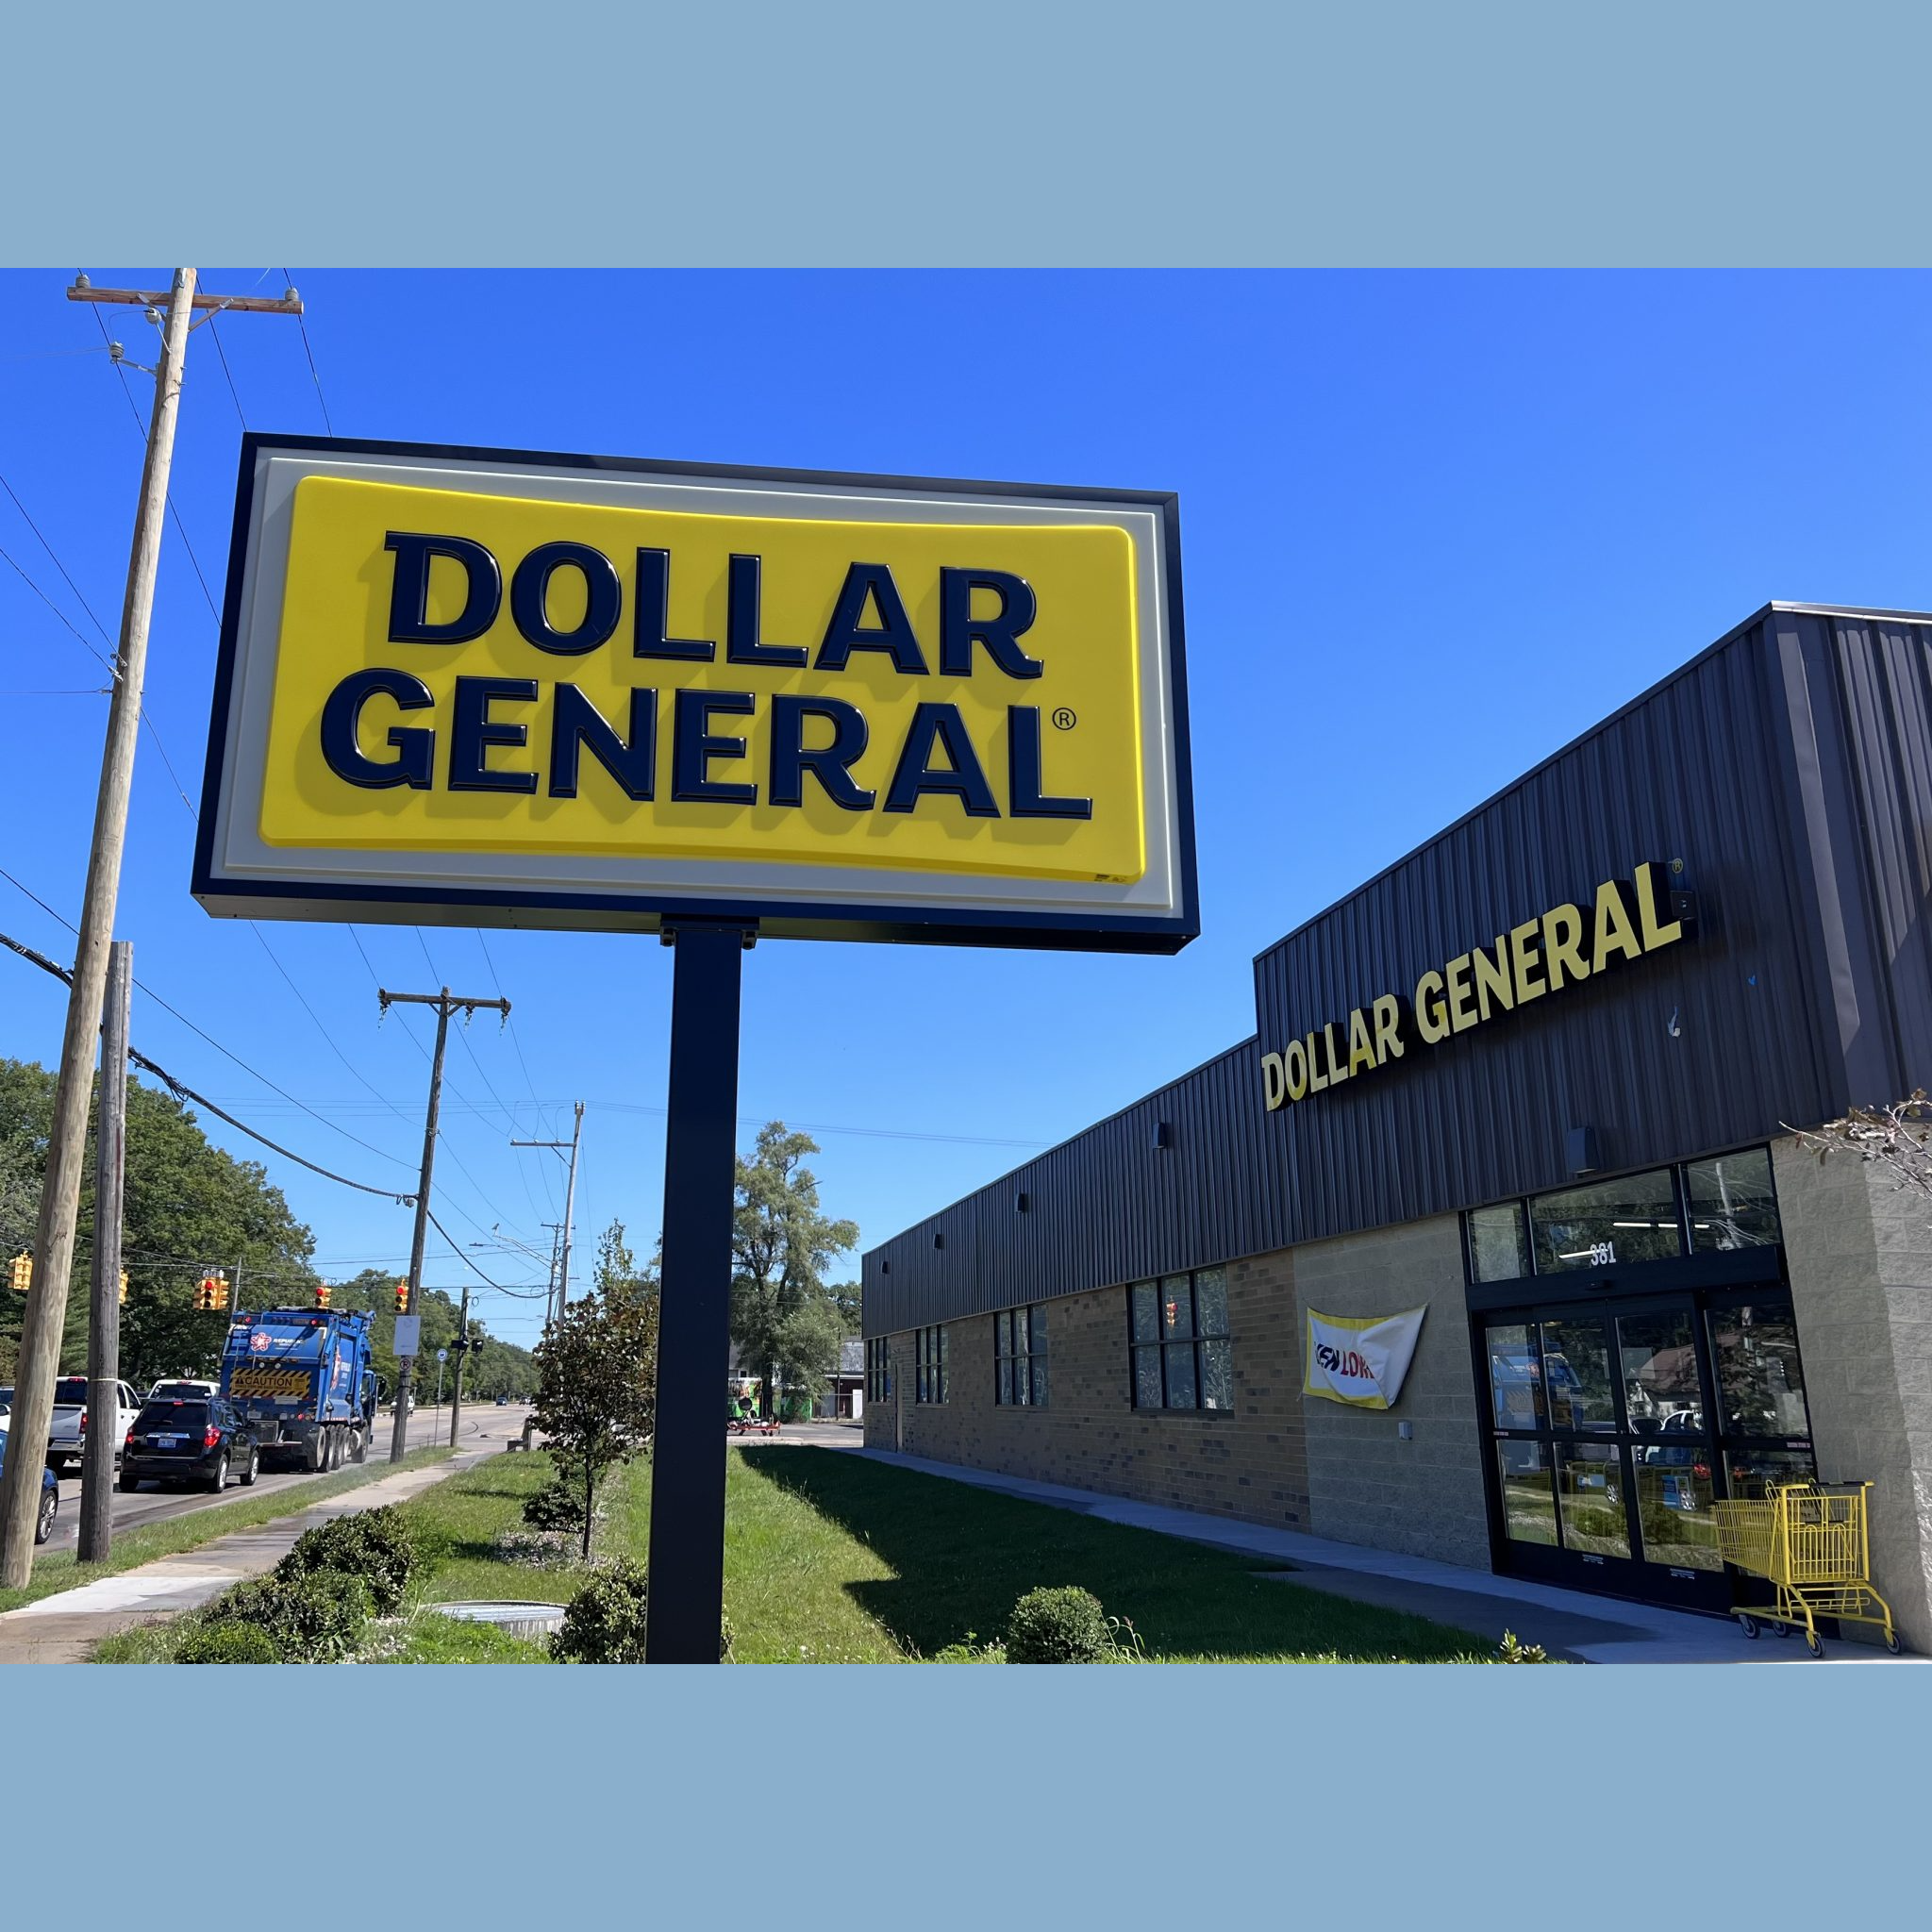 DOLLAR
GENERAL®
DOLLAR GENERAL®
381
CAUTION